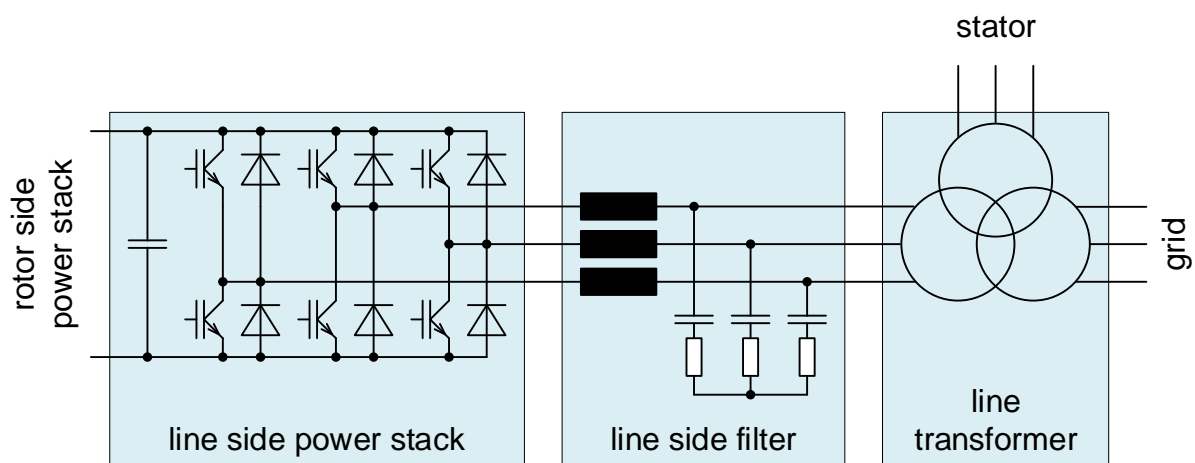 stator
rotor side
power stack
grid
line side power stack
line side filter
line
transformer